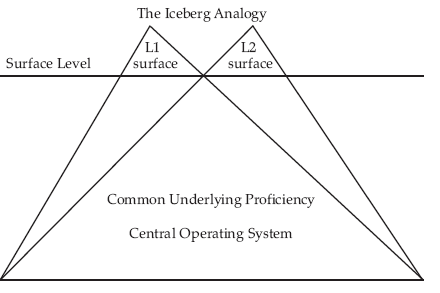 The Iceberg Analogy
L1
surface
L2
surface
Surface Level
Common Underlying Proficiency
Central Operating System